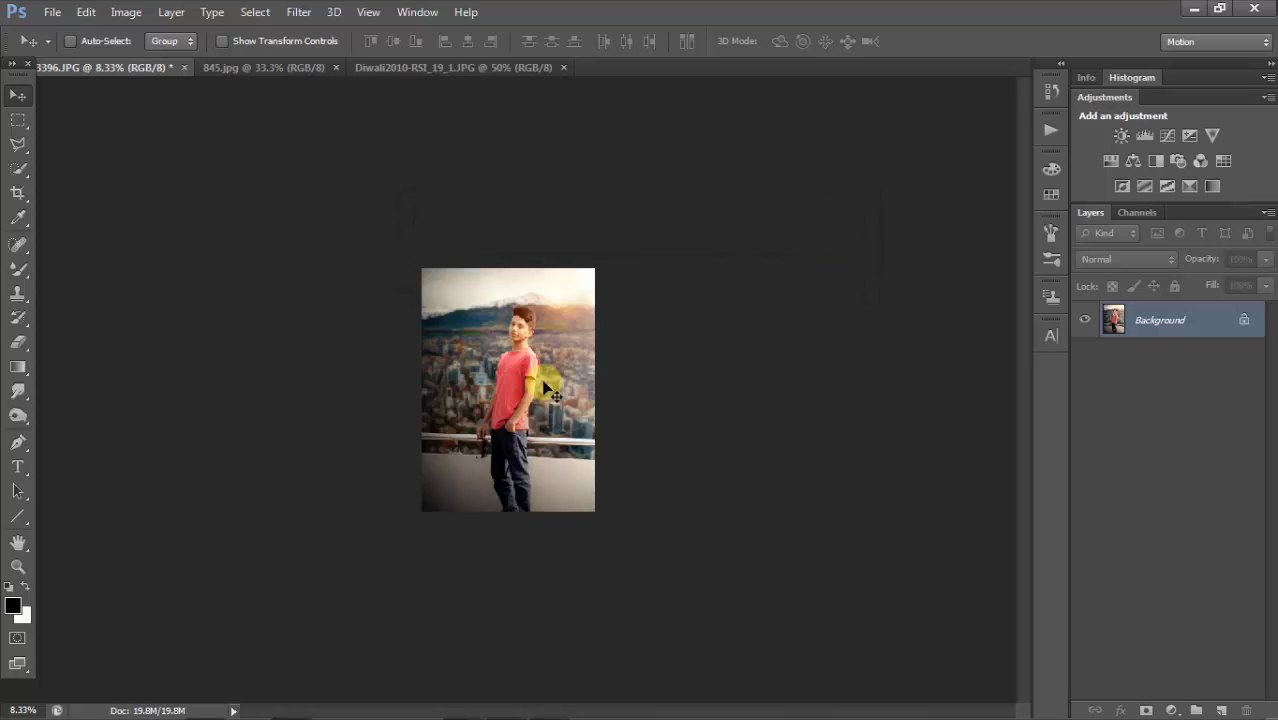 Ps File Edit Image Layer Type Select Filter 3D View Window Help
Auto-Select: Group Show Transform Controls 3D Mode: Motion
3396.JPG @ 8.33% (RGB/8) * × 845.jpg @ 33.3% (RGB/8) × Diwali2010-RSI_19_1.JPG @ 50% (RGB/8) ×
Info Histogram
Adjustments
Add an adjustment
Layers Channels
Kind
Normal Opacity: 100%
Lock: Fill: 100%
Background
8.33% Doc: 19.8M/19.8M